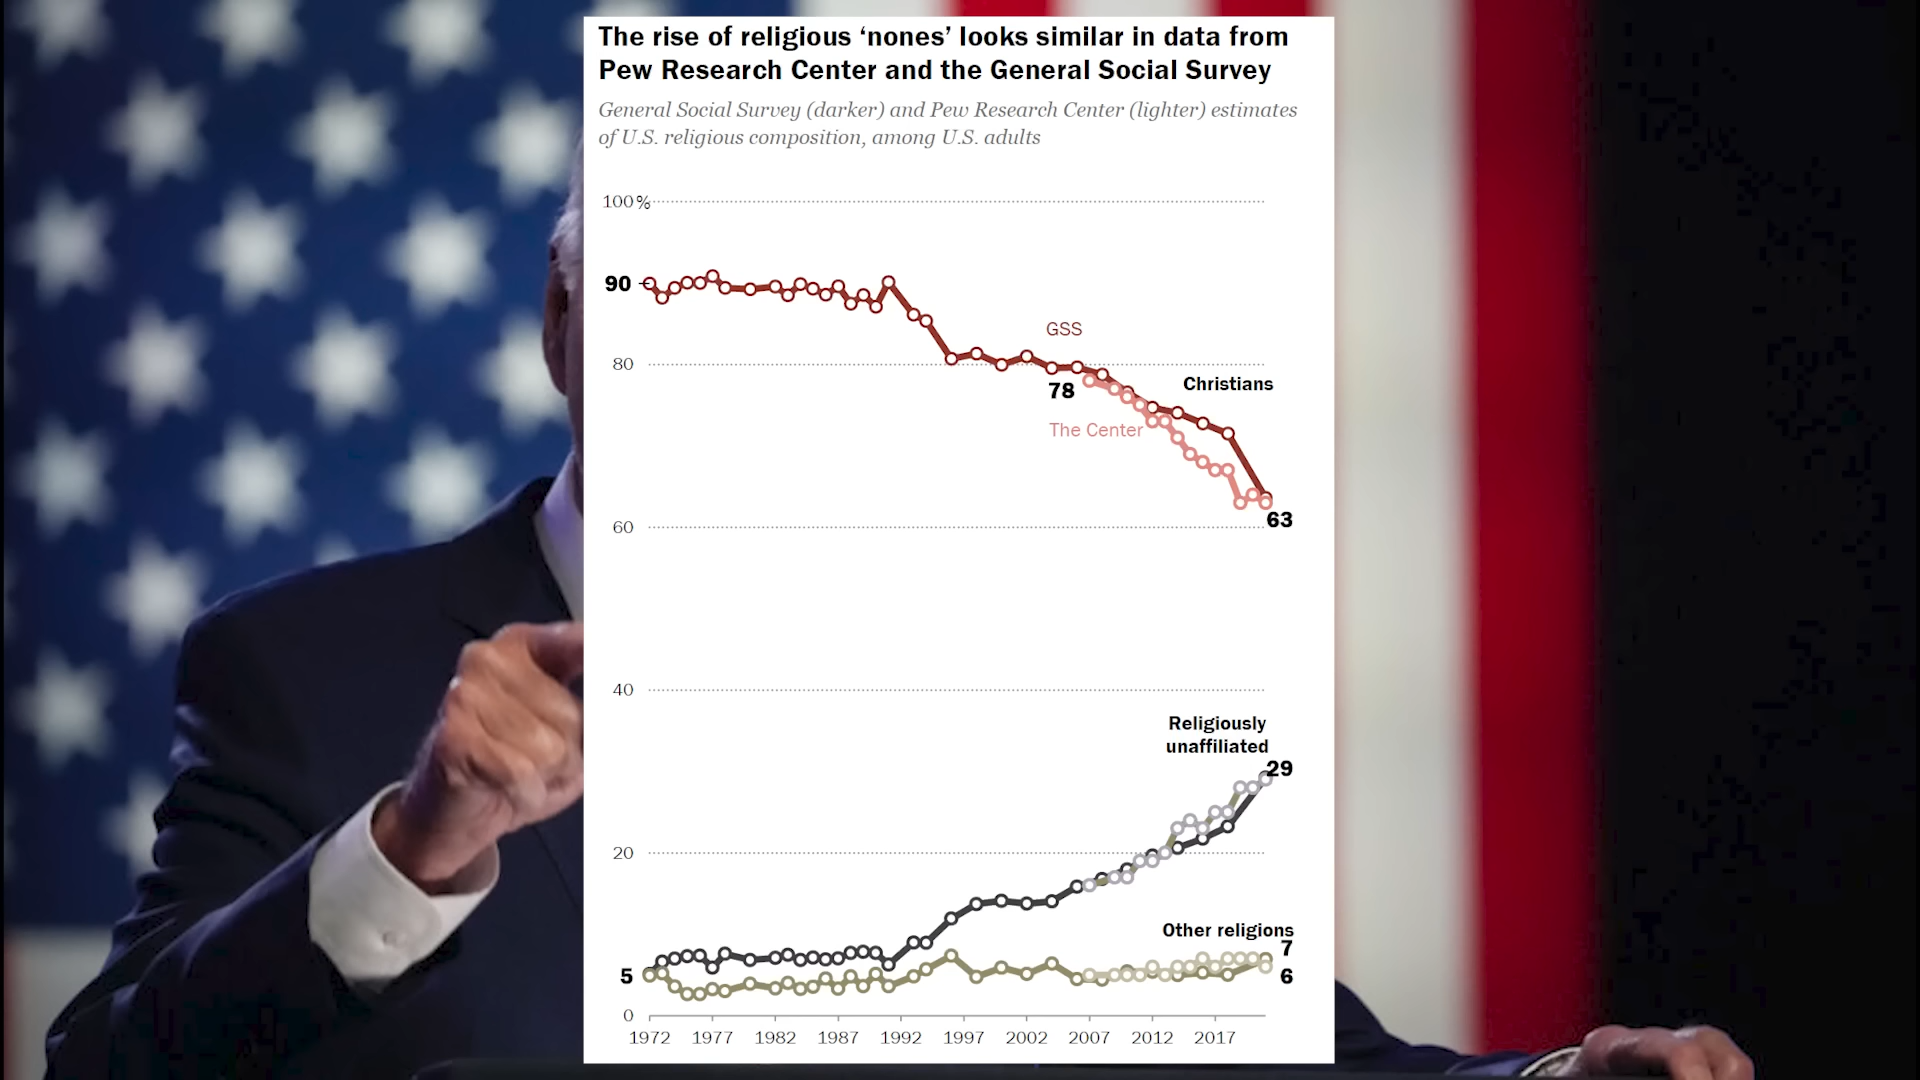 The rise of religious ‘nones’ looks similar in data from
Pew Research Center and the General Social Survey
General Social Survey (darker) and Pew Research Center (lighter) estimates
of U.S. religious composition, among U.S. adults
100%
90
GSS
80
78
Christians
The Center
63
60
40
Religiously
unaffiliated
29
20
Other religions
7
5
6
0
1972 1977 1982 1987 1992 1997 2002 2007 2012 2017